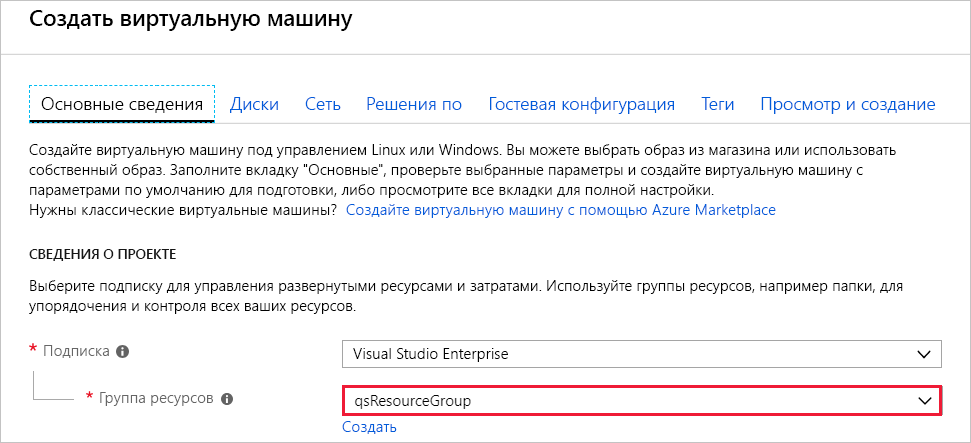 Создать виртуальную машину
Основные сведения Диски Сеть Решения по Гостевая конфигурация Теги Просмотр и создание
Создайте виртуальную машину под управлением Linux или Windows. Вы можете выбрать образ из магазина или использовать
собственный образ. Заполните вкладку "Основные", проверьте выбранные параметры и создайте виртуальную машину с
параметрами по умолчанию для подготовки, либо просмотрите все вкладки для полной настройки.
Нужны классические виртуальные машины? Создайте виртуальную машину с помощью Azure Marketplace
СВЕДЕНИЯ О ПРОЕКТЕ
Выберите подписку для управления развернутыми ресурсами и затратами. Используйте группы ресурсов, например папки, для
упорядочения и контроля всех ваших ресурсов.
* Подписка Visual Studio Enterprise
* Группа ресурсов qsResourceGroup
Создать